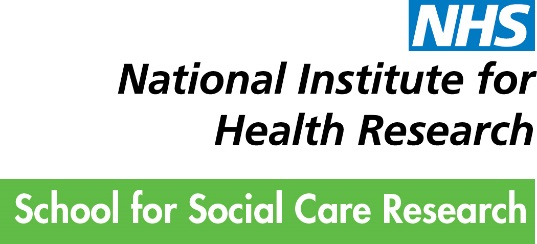 NHS
National Institute for
Health Research
School for Social Care Research